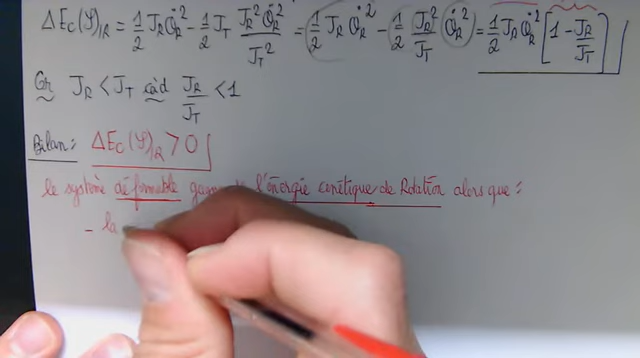 ΔE_C(𝒮)|_R = 1/2 J_R θ̇_R² - 1/2 J_T J_R² θ̇_R² / J_T² = (1/2 J_R θ̇_R² - (1/2 J_R²/J_T) θ̇_R² = 1/2 J_R θ̇_R² [1 - J_R/J_T]
Or J_R < J_T càd J_R/J_T < 1
Bilan: ΔE_C(𝒮)|_R > 0
le système déformable de l'énergie cinétique de Rotation alors que :
- la